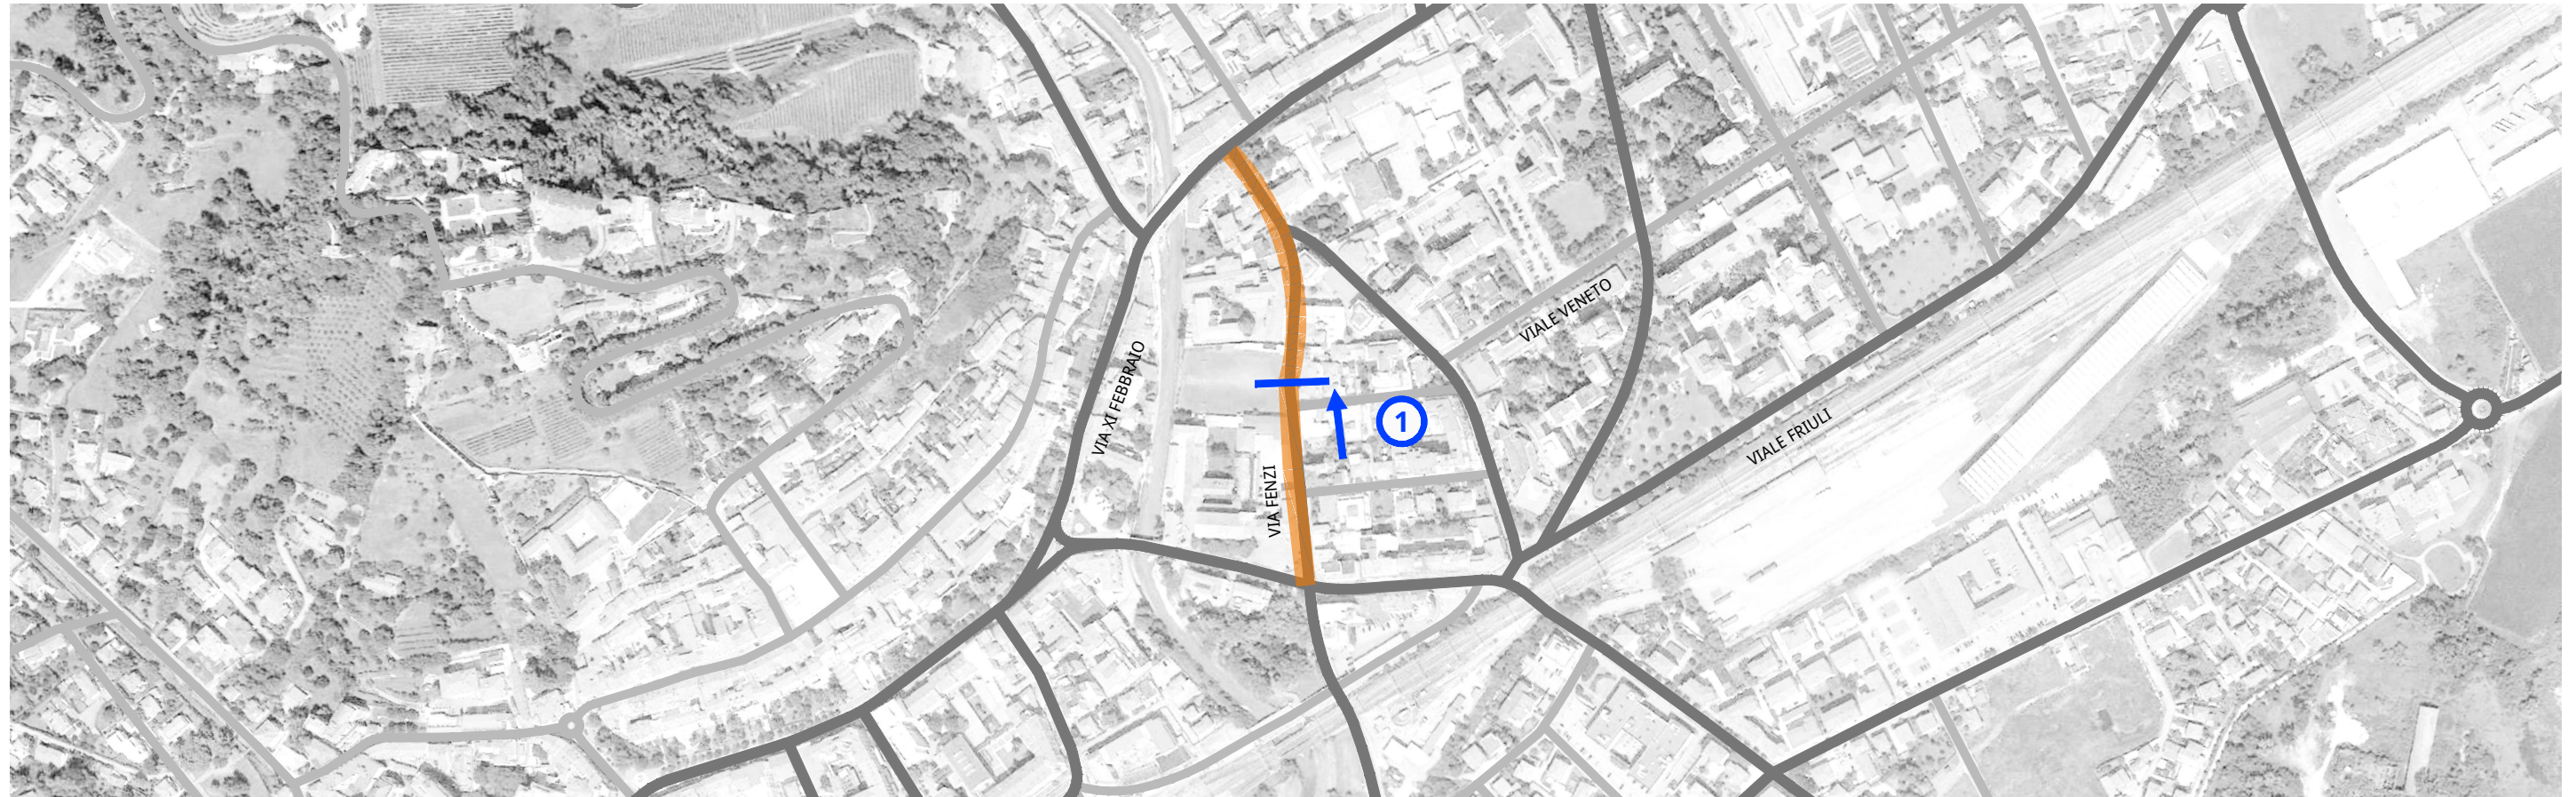 VIALE VENETO
VIA XI FEBBRAIO
1
VIALE FRIULI
VIA FENZI